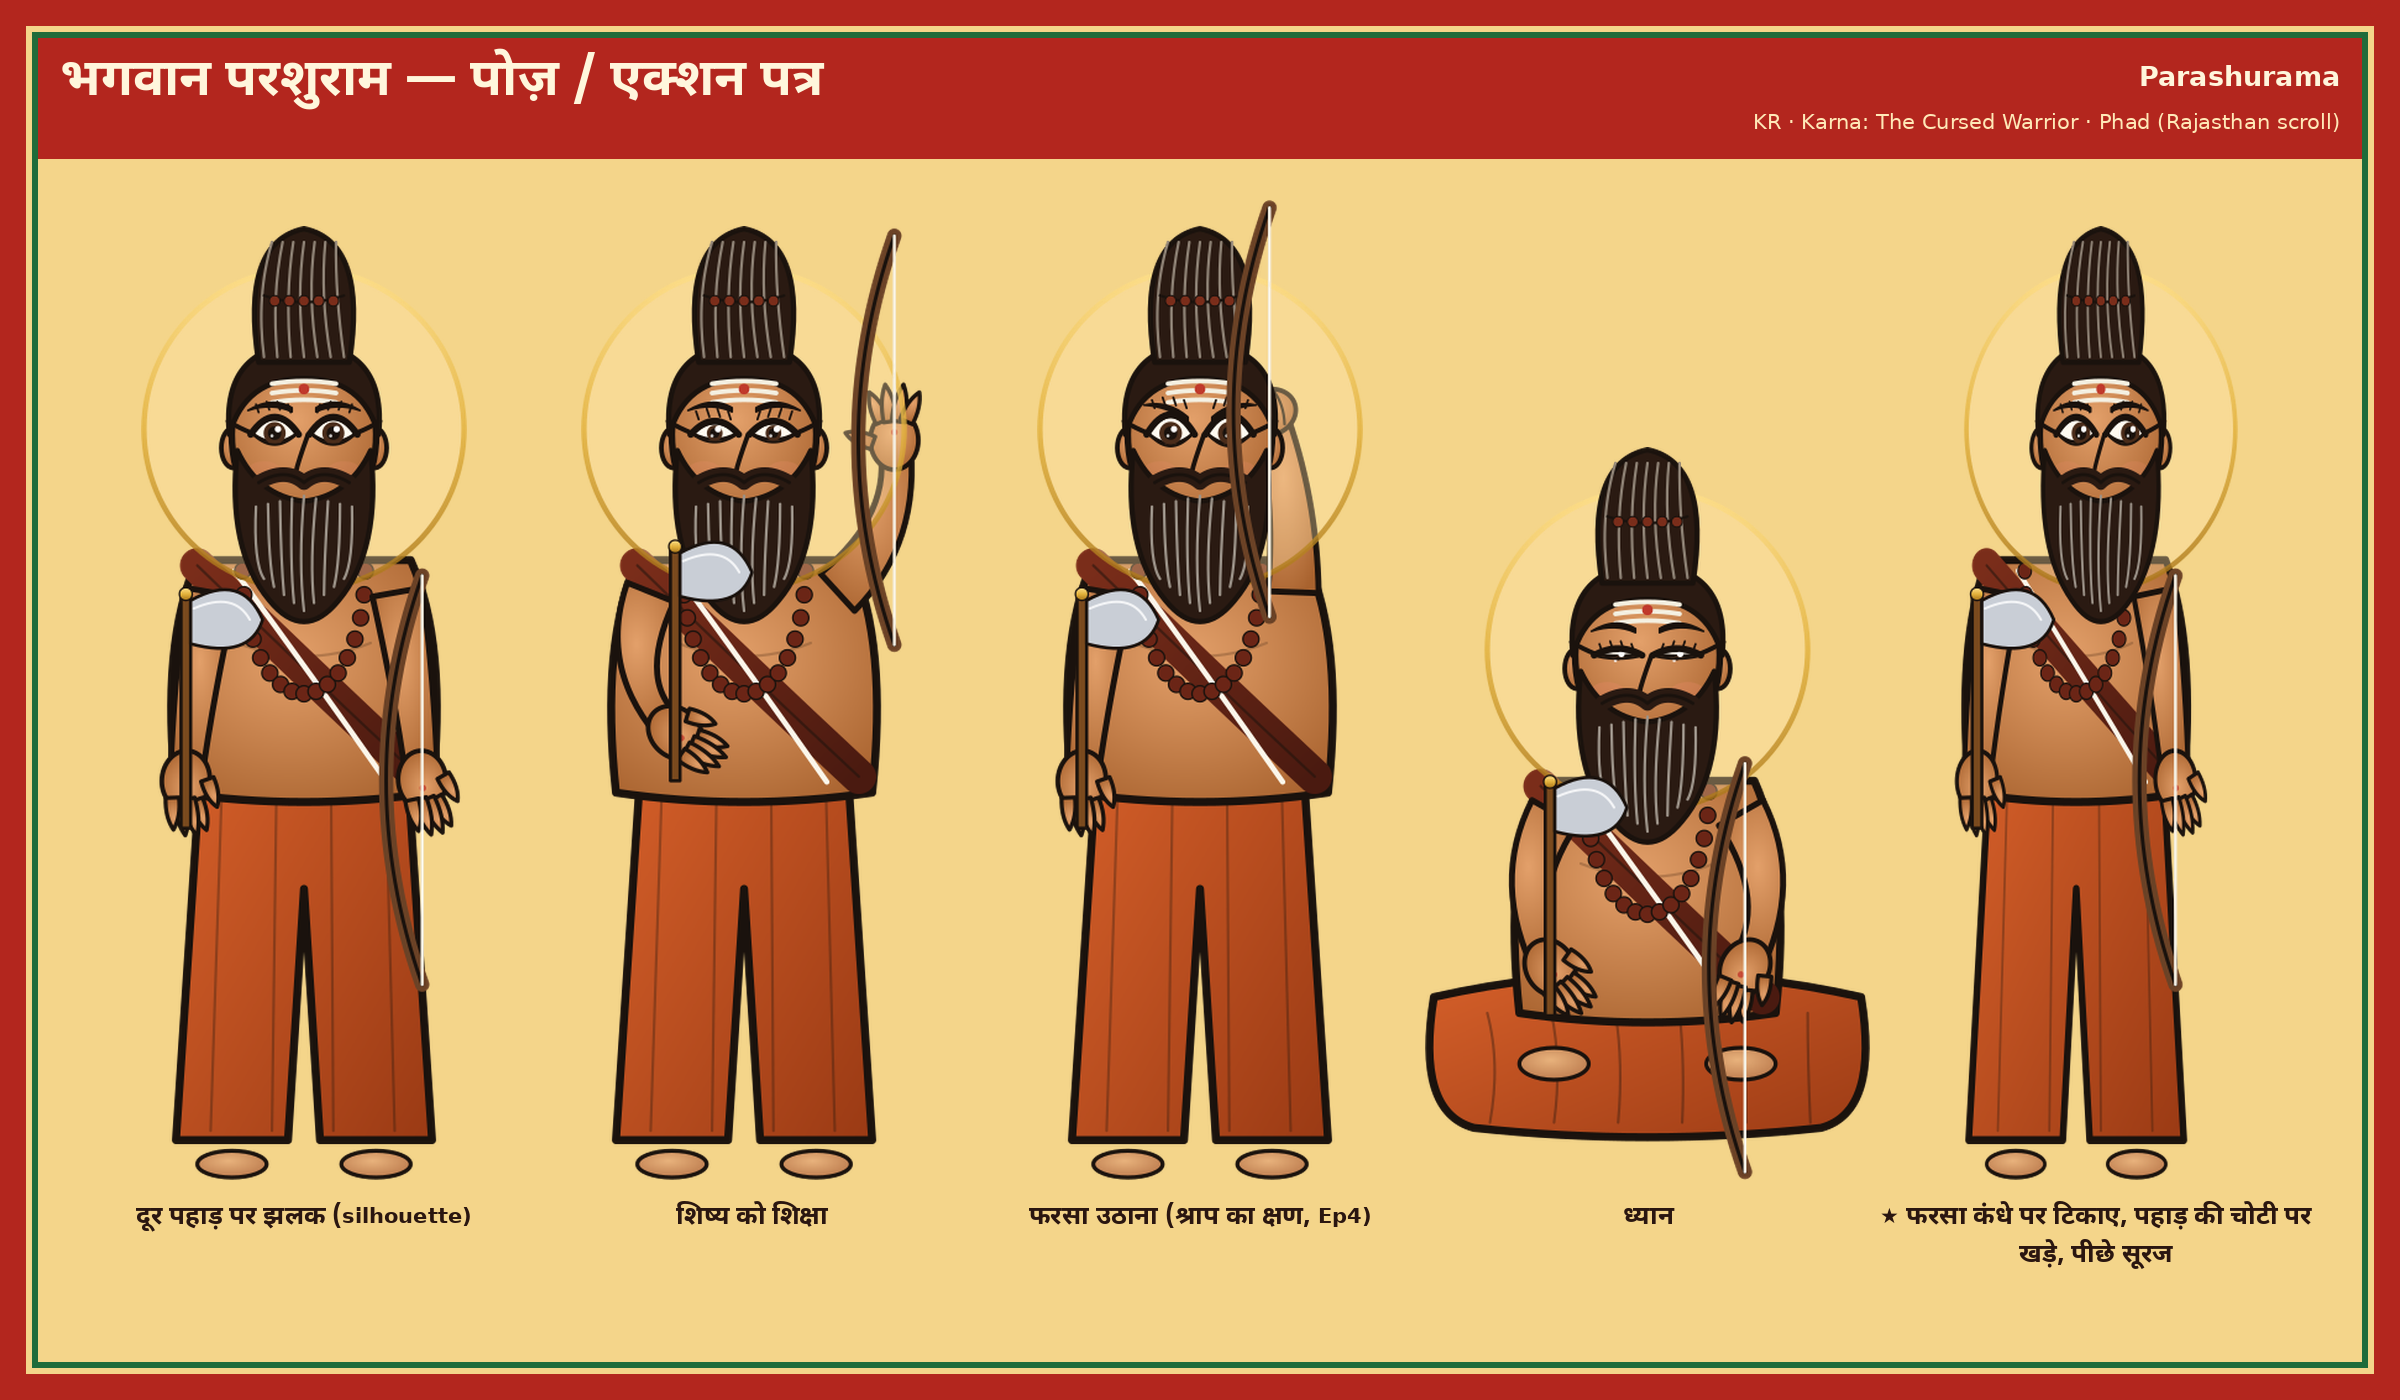 भगवान परशुराम — पोज़ / एक्शन पत्र
Parashurama
KR · Karna: The Cursed Warrior · Phad (Rajasthan scroll)
दूर पहाड़ पर झलक (silhouette)
शिष्य को शिक्षा
फरसा उठाना (श्राप का क्षण, Ep4)
ध्यान
★ फरसा कंधे पर टिकाए, पहाड़ की चोटी पर
खड़े, पीछे सूरज